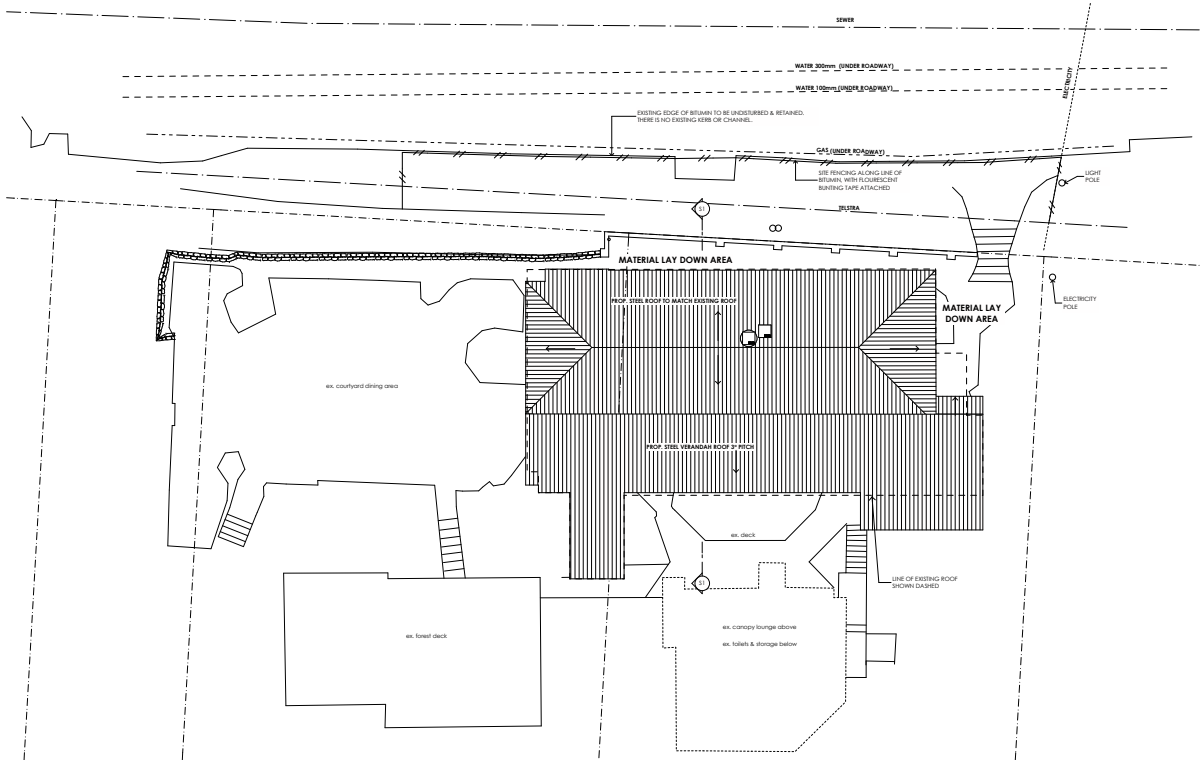 SEWER
WATER 300mm (UNDER ROADWAY)
ELECTRICITY
WATER 100mm (UNDER ROADWAY)
EXISTING EDGE OF BITUMIN TO BE UNDISTURBED & RETAINED.
THERE IS NO EXISTING KERB OR CHANNEL.
GAS (UNDER ROADWAY)
SITE FENCING ALONG LINE OF
BITUMIN, WITH FLOURESCENT
BUNTING TAPE ATTACHED
LIGHT
POLE
S1
TELSTRA
MATERIAL LAY DOWN AREA
PROP. STEEL ROOF TO MATCH EXISTING ROOF
MATERIAL LAY
DOWN AREA
ELECTRICITY
POLE
ex. courtyard dining area
PROP. STEEL VERANDAH ROOF 3° PITCH
ex. deck
S1
LINE OF EXISTING ROOF
SHOWN DASHED
ex. forest deck
ex. canopy lounge above
ex. toilets & storage below